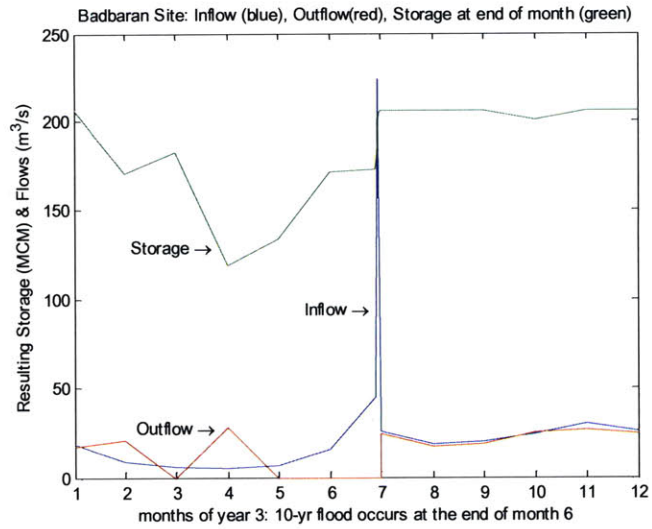 Badbaran Site: Inflow (blue), Outflow(red), Storage at end of month (green)
Resulting Storage (MCM) & Flows (m³/s)
250
200
150
100
50
0
Storage →
Inflow →
Outflow →
1 2 3 4 5 6 7 8 9 10 11 12
months of year 3: 10-yr flood occurs at the end of month 6